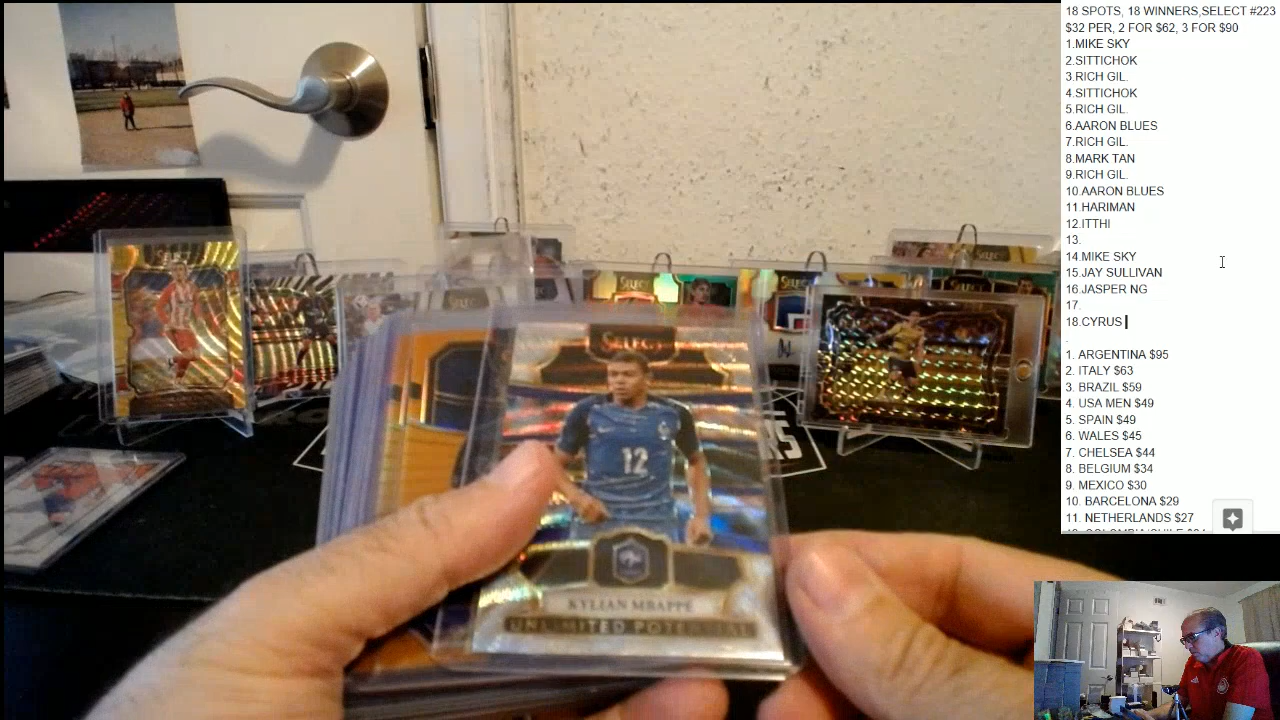 18 SPOTS, 18 WINNERS,SELECT #223
$32 PER, 2 FOR $62, 3 FOR $90
1.MIKE SKY
2.SITTICHOK
3.RICH GIL.
4.SITTICHOK
5.RICH GIL.
6.AARON BLUES
7.RICH GIL.
8.MARK TAN
9.RICH GIL.
10.AARON BLUES
11 HARIMAN
12.ITTHI
13.
14.MIKE SKY
15.JAY SULLIVAN
16.JASPER NG
17.
18.CYRUS
.
1. ARGENTINA $95
2. ITALY $63
3. BRAZIL $59
4. USA MEN $49
5. SPAIN $49
6. WALES $45
7. CHELSEA $44
8. BELGIUM $34
9. MEXICO $30
10. BARCELONA $29
11. NETHERLANDS $27
SELECT
12
KYLIAN MBAPPE
UNLIMITED POTENTIAL